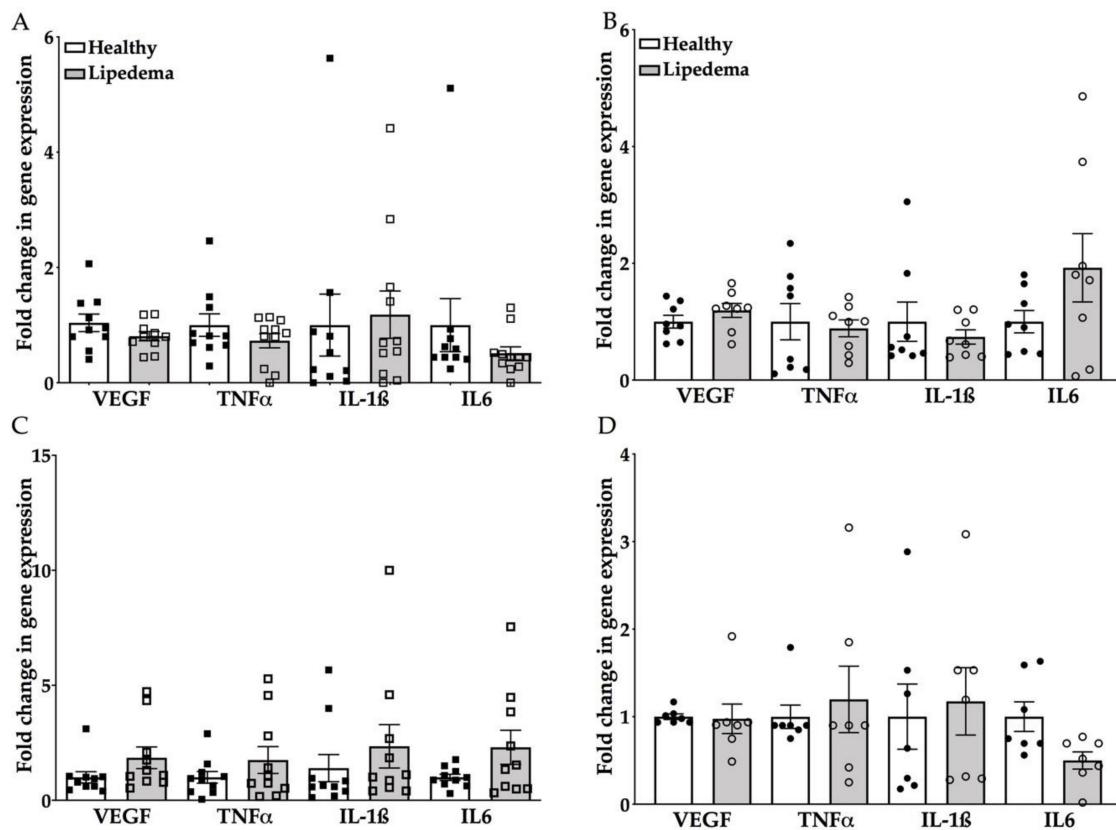 A
Fold change in gene expression
6
4
2
0
Healthy
Lipedema
VEGF TNFα IL-1ß IL6
B
Fold change in gene expression
6
4
2
0
Healthy
Lipedema
VEGF TNFα IL-1ß IL6
C
Fold change in gene expression
15
10
5
0
VEGF TNFα IL-1ß IL6
D
Fold change in gene expression
4
3
2
1
0
VEGF TNFα IL-1ß IL6